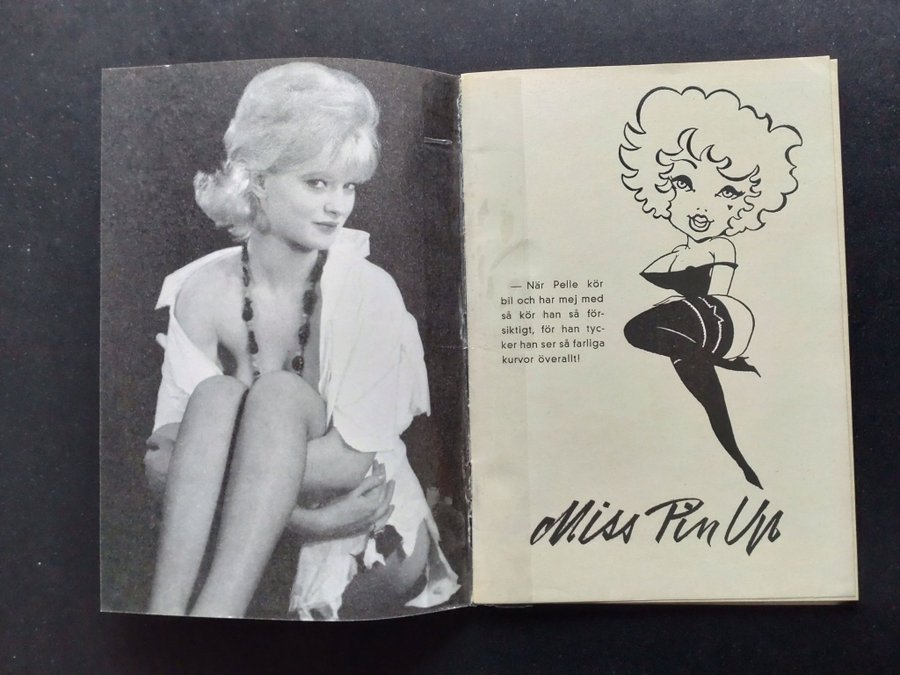 — När Pelle kör
bil och har mej med
så kör han så för-
siktigt, för han tyc-
ker han ser så farliga
kurvor överallt!
Miss Pin Up